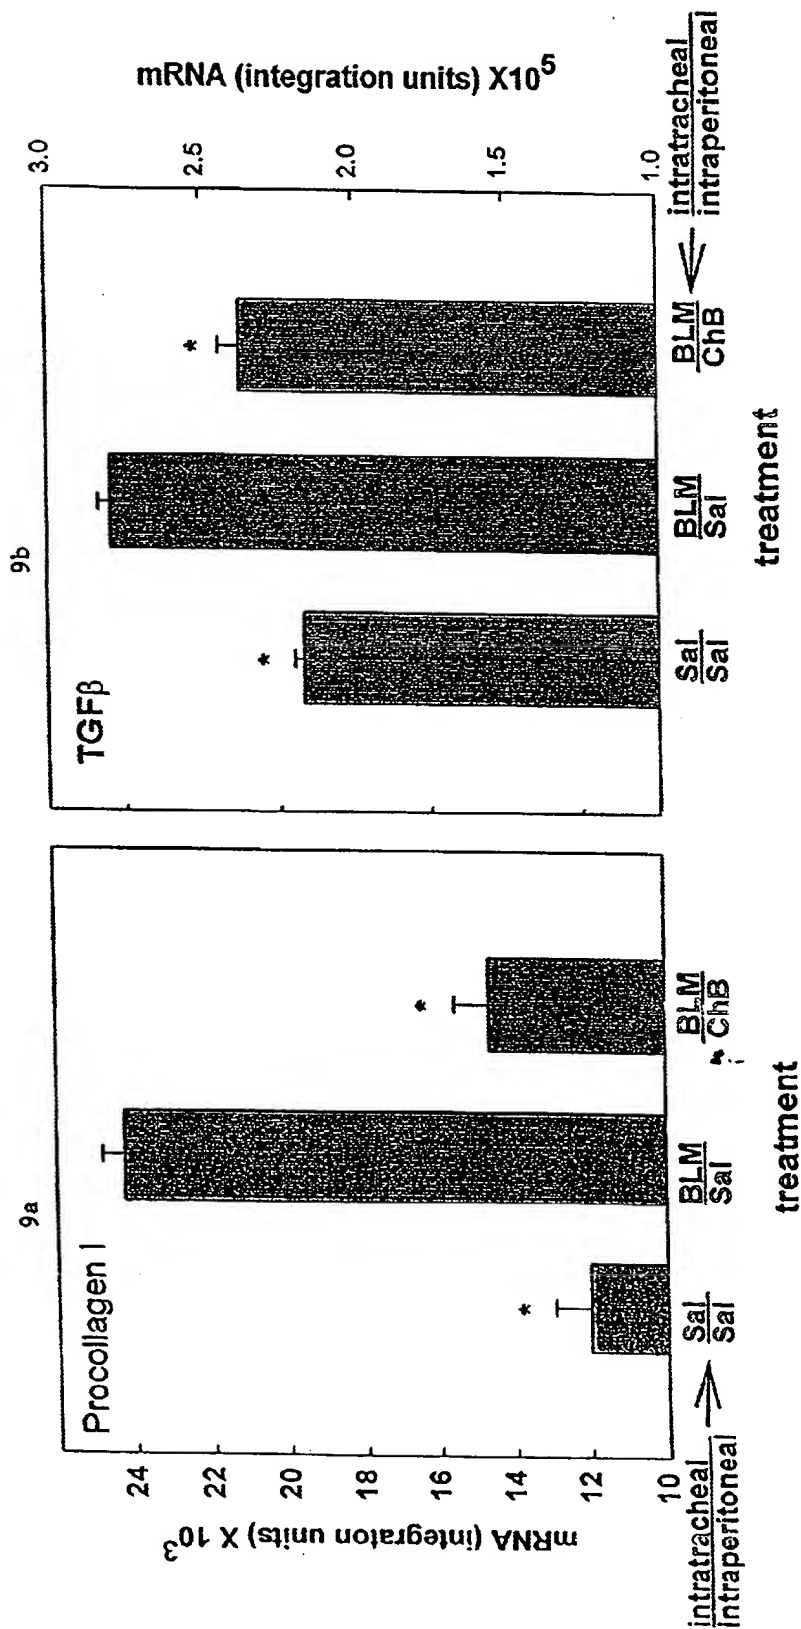 9a
Procollagen I
mRNA (integraton units) X 10³
24
22
20
18
16
14
12
10
*
*
Sal
Sal
BLM
Sal
BLM
ChB
intratracheal
intraperitoneal
treatment
9b
TGFβ
mRNA (integration units) X10⁵
3.0
2.5
2.0
1.5
1.0
*
*
Sal
Sal
BLM
Sal
BLM
ChB
intratracheal
intraperitoneal
treatment